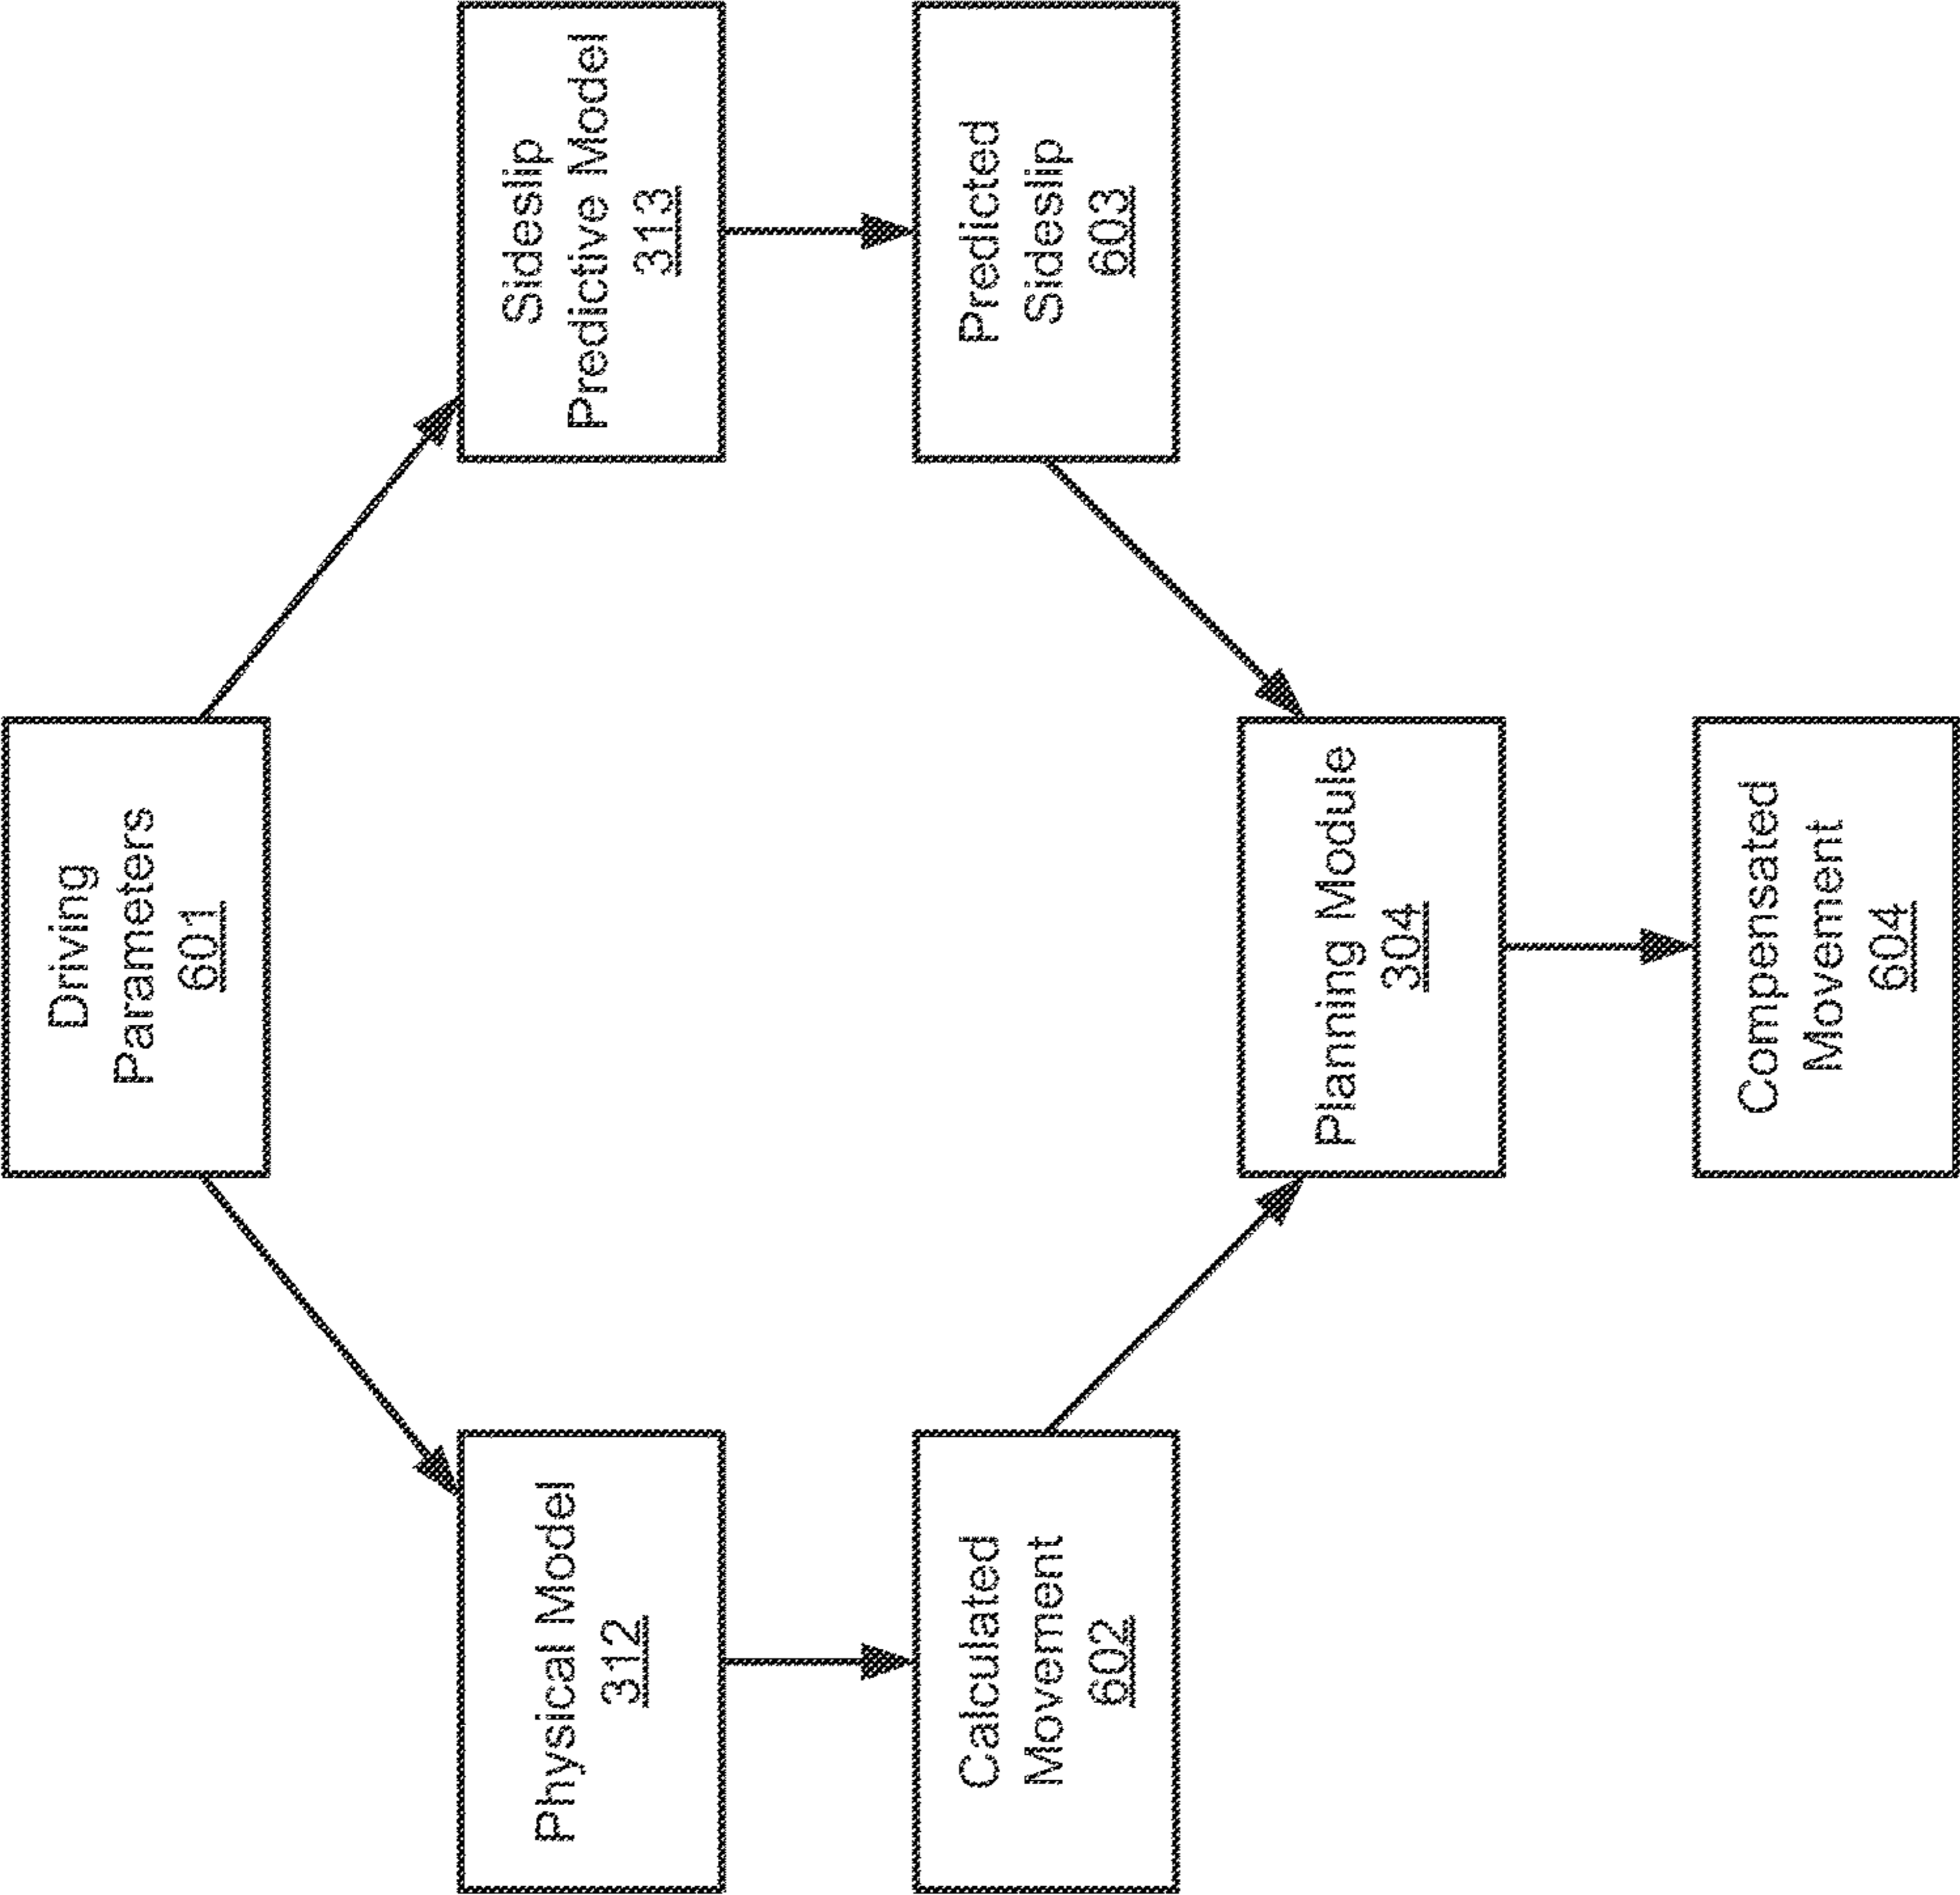 Driving
Parameters
601
Physical Model
312
Sideslip
Predictive Model
313
Calculated
Movement
602
Predicted
Sideslip
603
Planning Module
304
Compensated
Movement
604